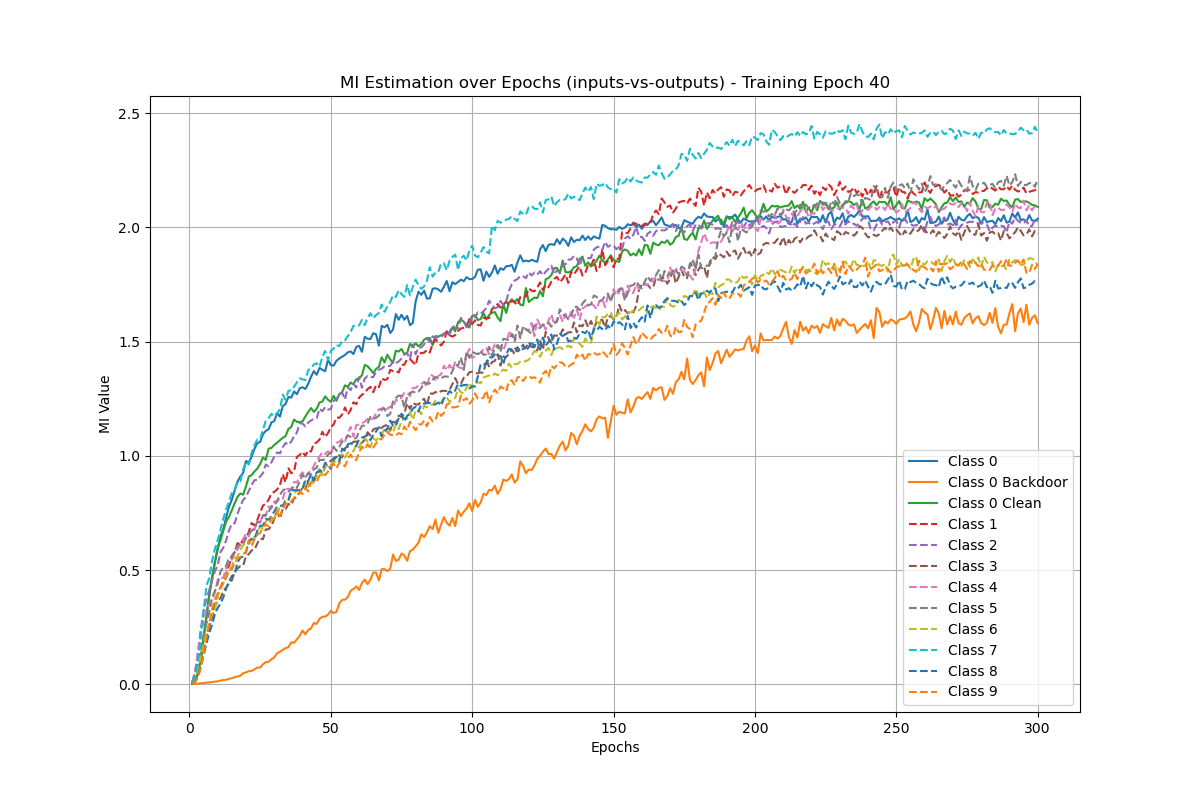 MI Estimation over Epochs (inputs-vs-outputs) - Training Epoch 40
MI Value
2.5
2.0
1.5
1.0
0.5
0.0
0
50
100
150
200
250
300
Epochs
Class 0
Class 0 Backdoor
Class 0 Clean
Class 1
Class 2
Class 3
Class 4
Class 5
Class 6
Class 7
Class 8
Class 9